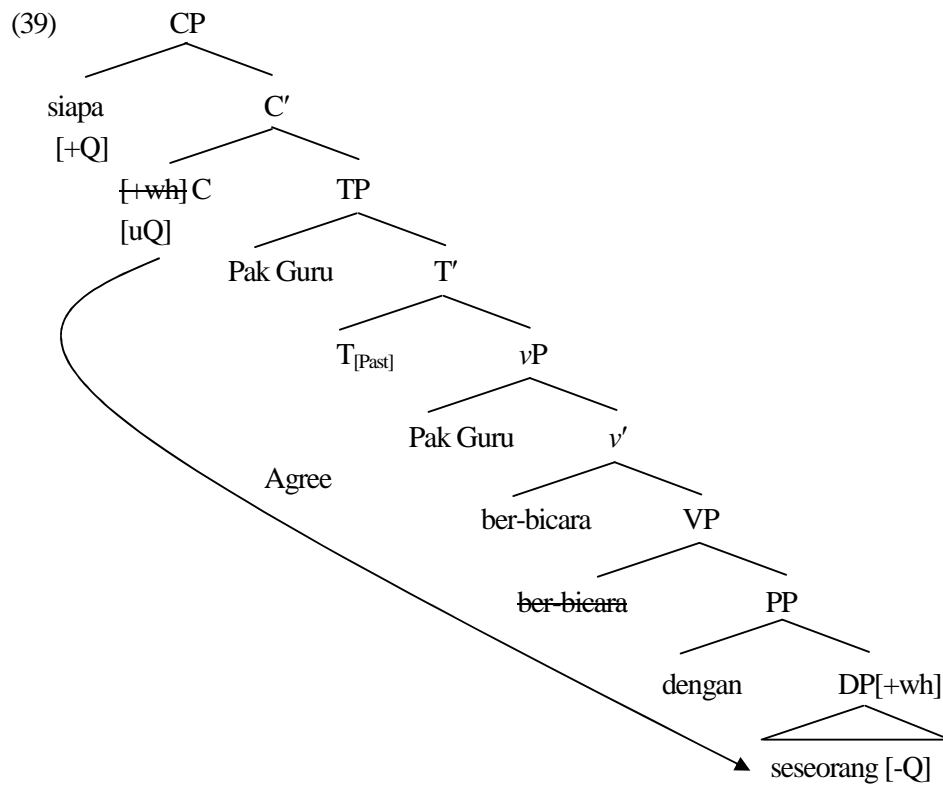 (39) CP
siapa C′
[+Q]
[+wh] C TP
[uQ]
Pak Guru T′
T[Past] vP
Pak Guru v′
Agree
ber-bicara VP
ber-bicara PP
dengan DP[+wh]
seseorang [-Q]